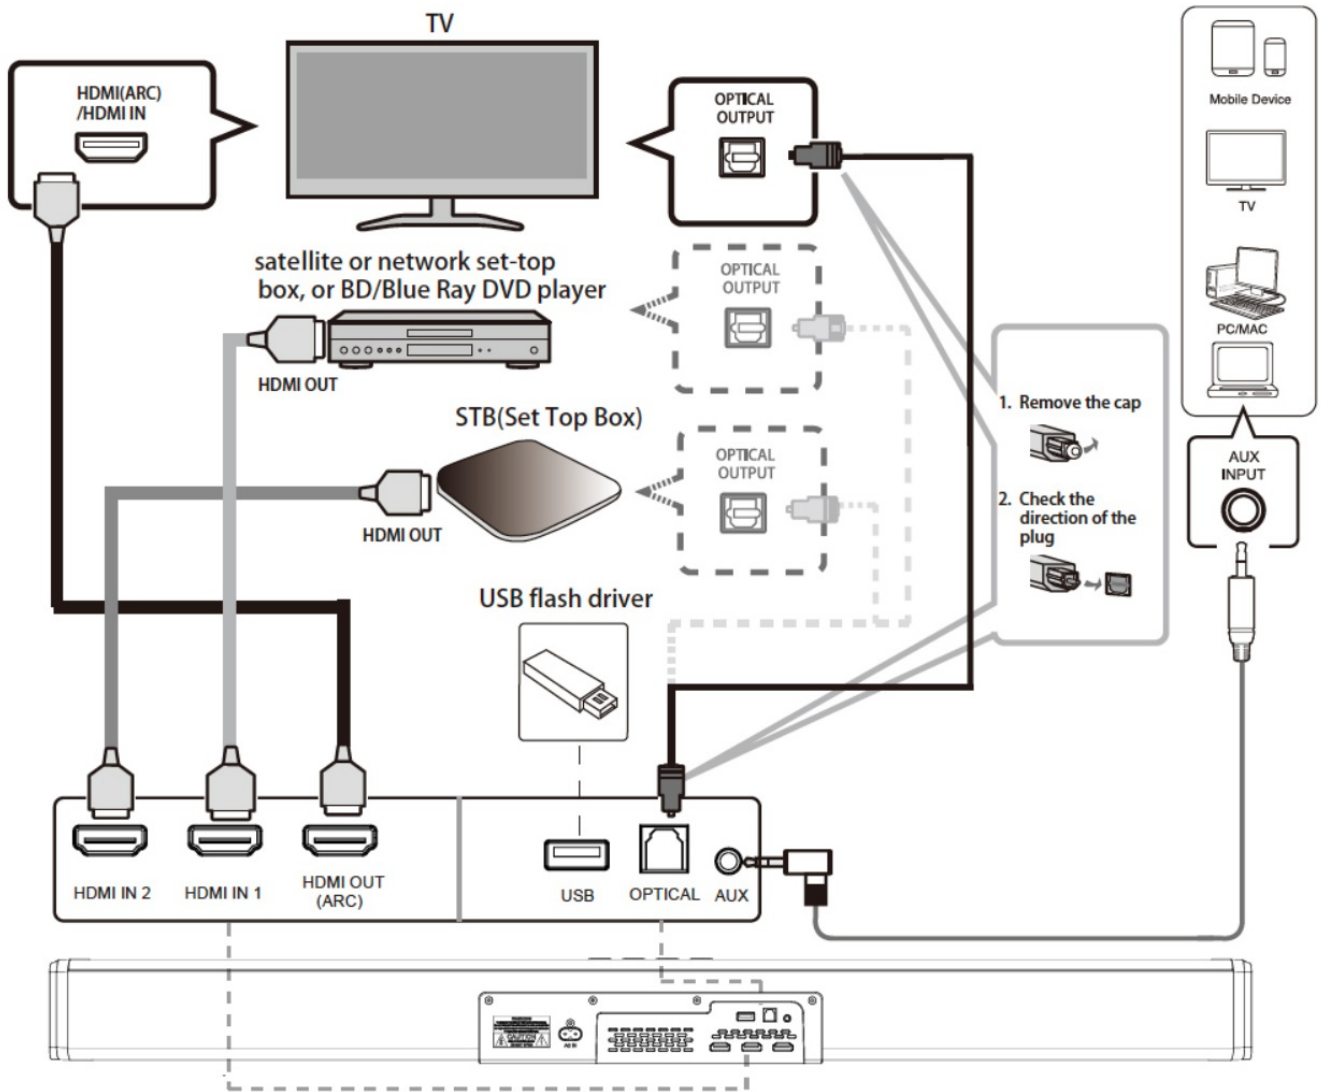 TV
HDMI(ARC)
/HDMI IN
OPTICAL
OUTPUT
Mobile Device
TV
PC/MAC
satellite or network set-top
box, or BD/Blue Ray DVD player
HDMI OUT
OPTICAL
OUTPUT
STB(Set Top Box)
HDMI OUT
OPTICAL
OUTPUT
1. Remove the cap
2. Check the
direction of the
plug
AUX
INPUT
USB flash driver
HDMI IN 2
HDMI IN 1
HDMI OUT
(ARC)
USB
OPTICAL
AUX
CAUTION